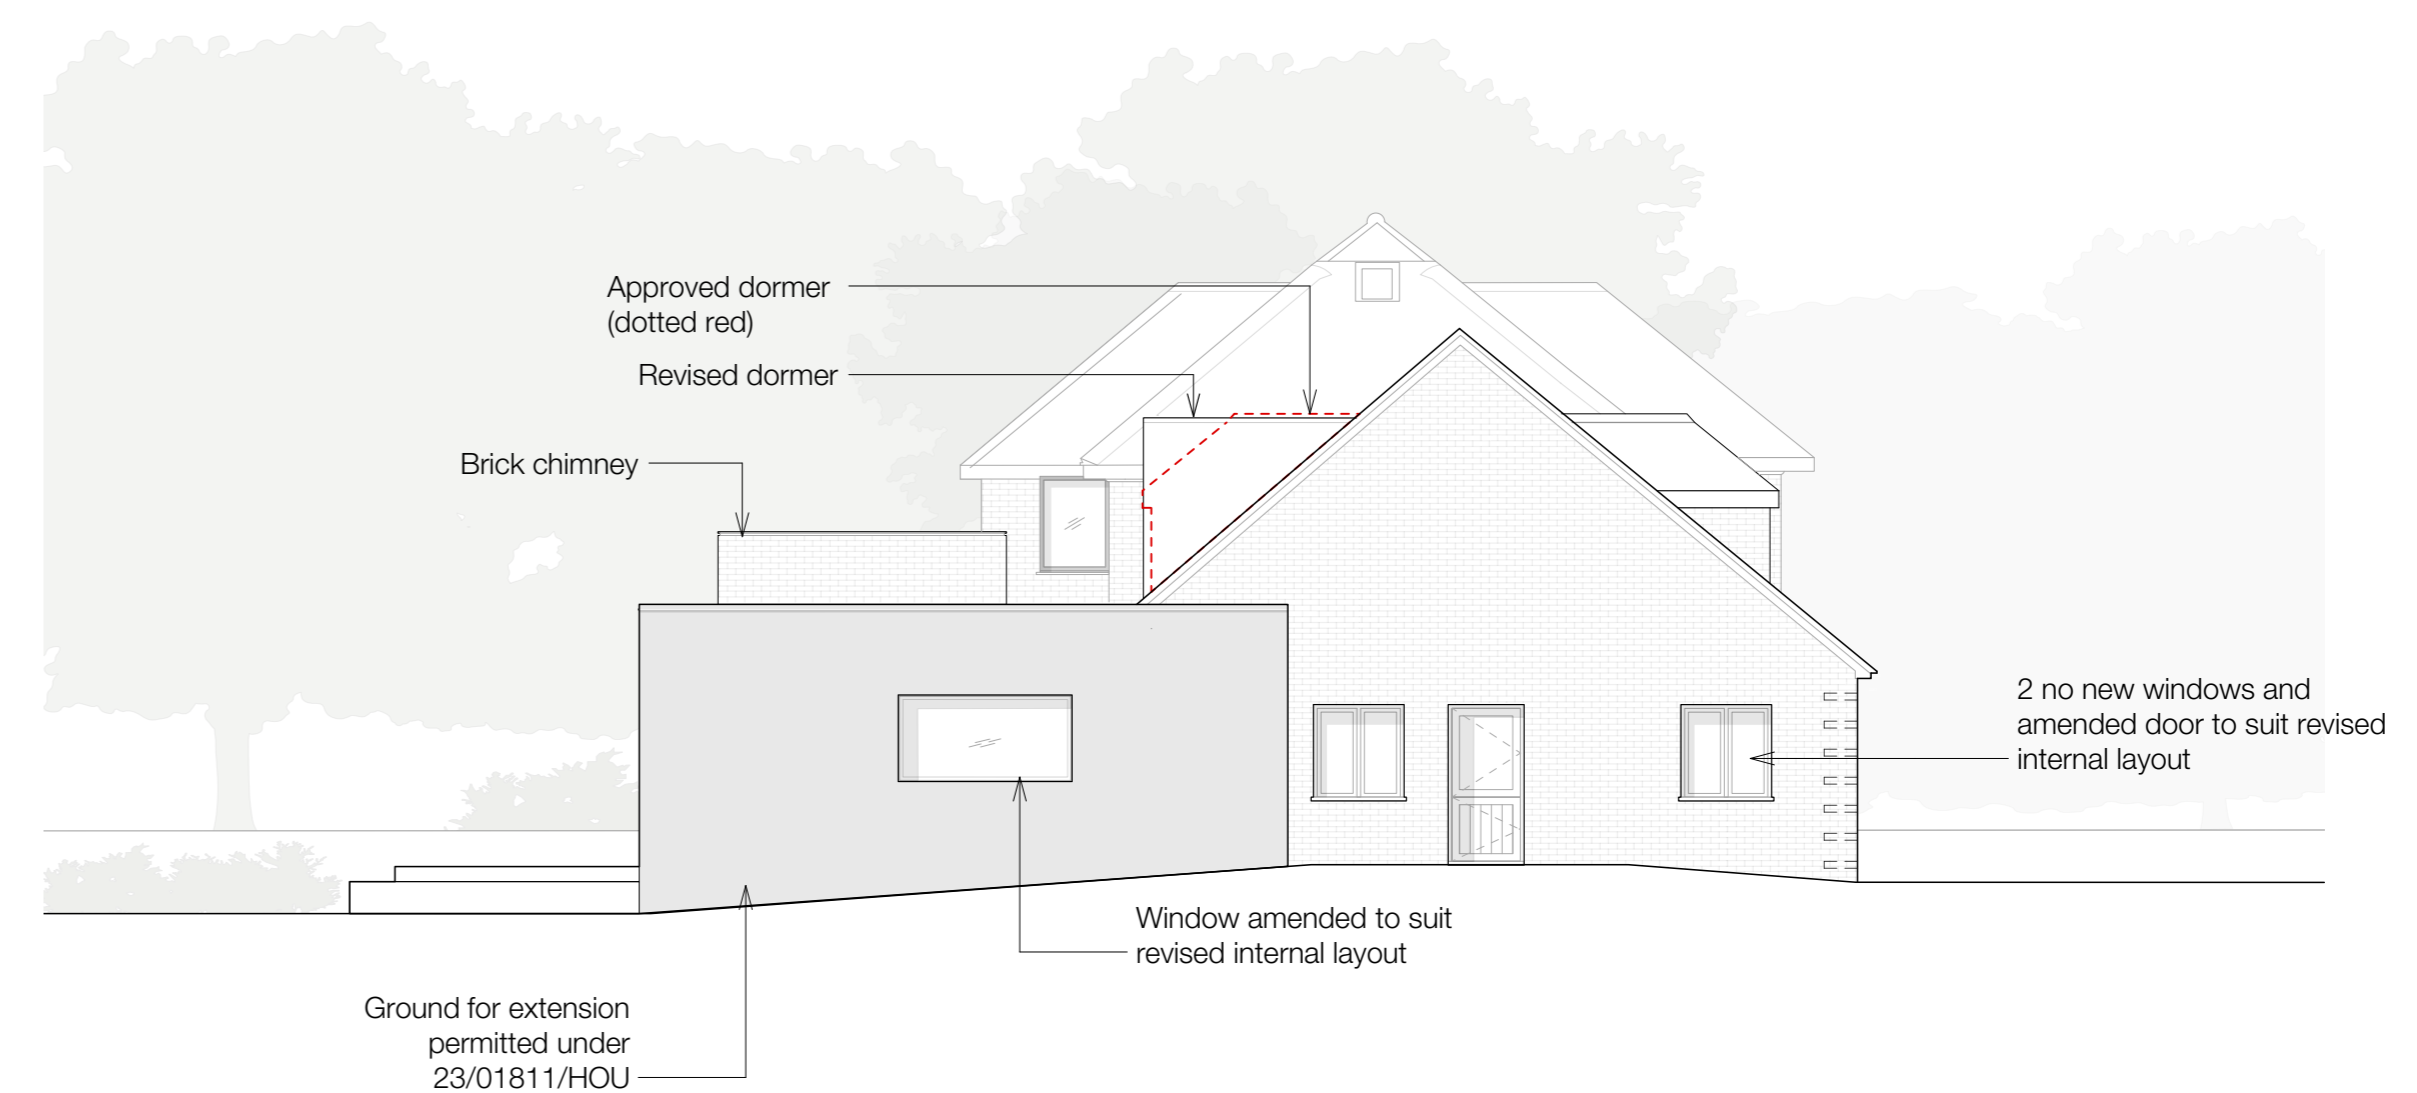 Approved dormer
(dotted red)
Revised dormer
Brick chimney
2 no new windows and
amended door to suit revised
internal layout
Window amended to suit
revised internal layout
Ground for extension
permitted under
23/01811/HOU